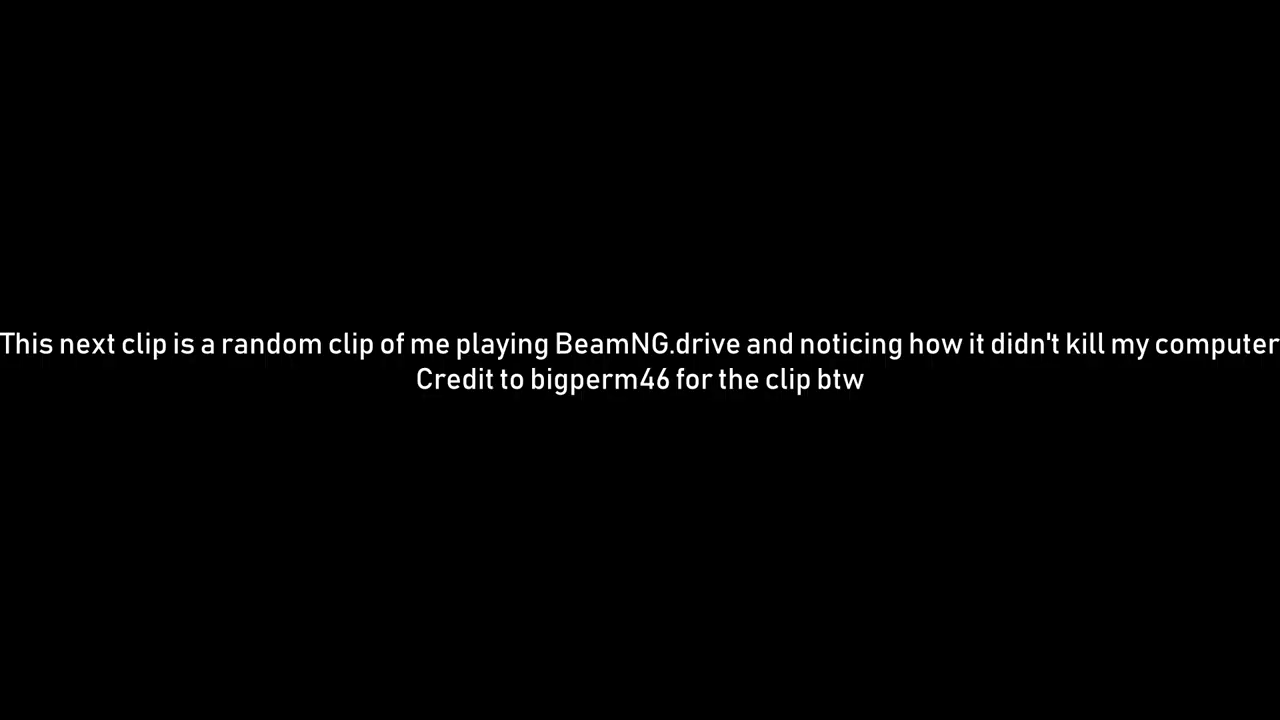 This next clip is a random clip of me playing BeamNG.drive and noticing how it didn't kill my computer
Credit to bigperm46 for the clip btw